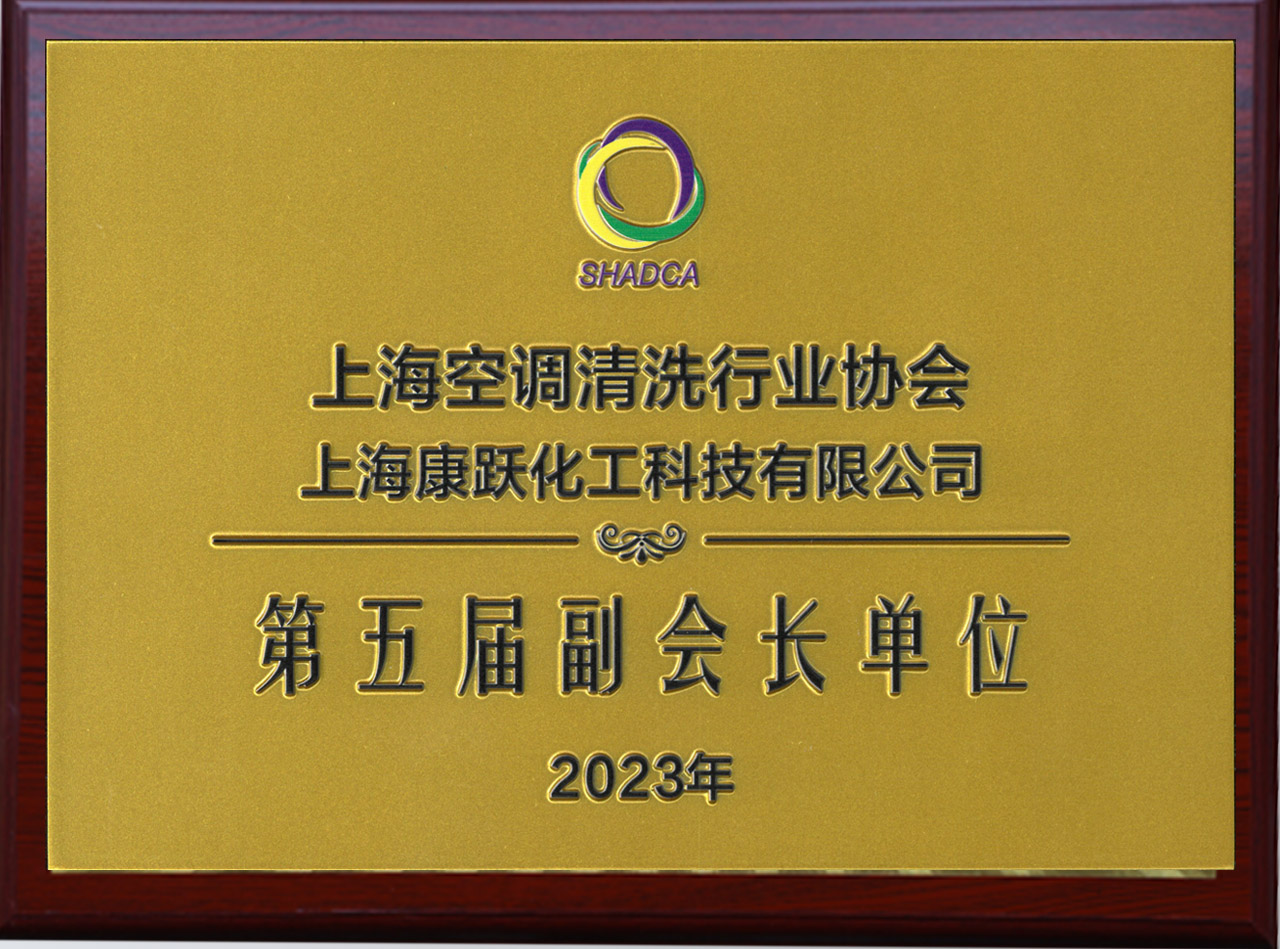 SHADCA
上海空调清洗行业协会
上海康跃化工科技有限公司
第五届副会长单位
2023年